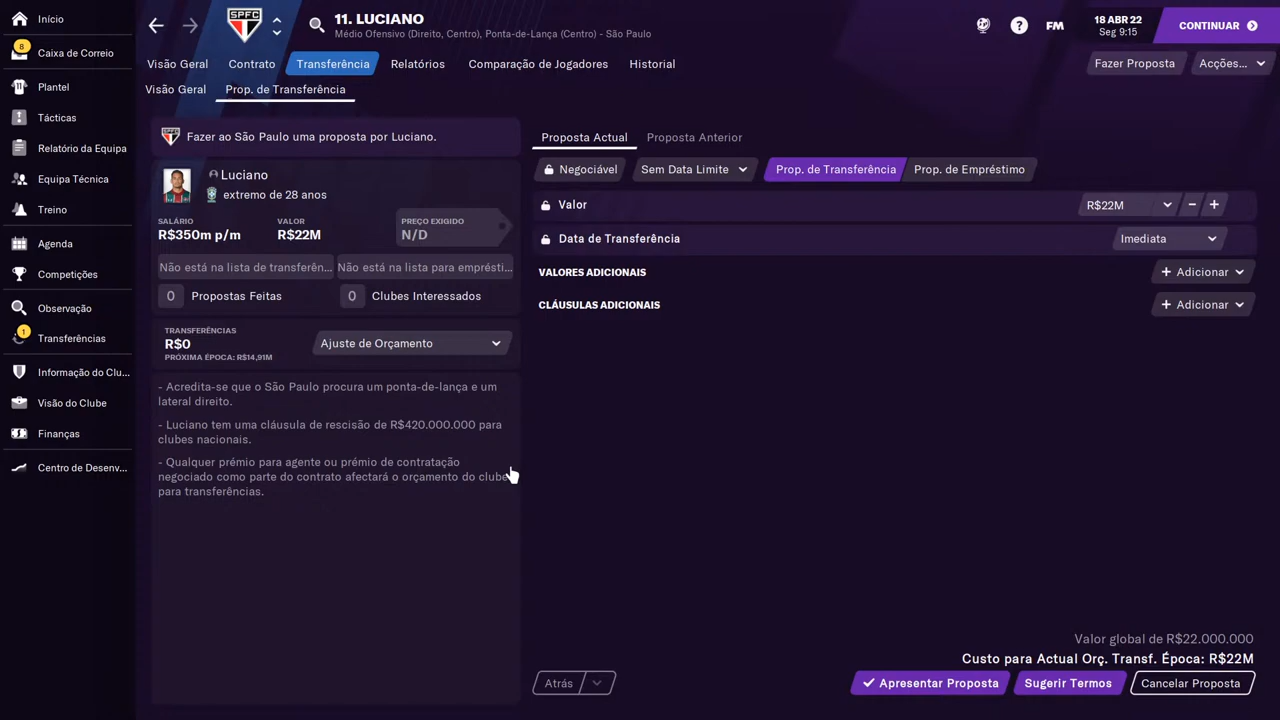 Início
8
Caixa de Correio
Plantel
Tácticas
Relatório da Equipa
Equipa Técnica
Treino
Agenda
Competições
Observação
1
Transferências
Informação do Clu...
Visão do Clube
Finanças
Centro de Desenv...
SPFC
11. LUCIANO
Médio Ofensivo (Direito, Centro), Ponta-de-Lança (Centro) - São Paulo
FM
18 ABR 22
Seg 9:15
CONTINUAR
Visão Geral
Contrato
Transferência
Relatórios
Comparação de Jogadores
Historial
Fazer Proposta
Acções...
Visão Geral
Prop. de Transferência
Fazer ao São Paulo uma proposta por Luciano.
Luciano
extremo de 28 anos
SALÁRIO
R$350m p/m
VALOR
R$22M
PREÇO EXIGIDO
N/D
Não está na lista de transferên...
Não está na lista para emprésti...
0 Propostas Feitas
0 Clubes Interessados
TRANSFERÊNCIAS
R$0
PRÓXIMA ÉPOCA: R$14,91M
Ajuste de Orçamento
- Acredita-se que o São Paulo procura um ponta-de-lança e um
lateral direito.
- Luciano tem uma cláusula de rescisão de R$420.000.000 para
clubes nacionais.
- Qualquer prémio para agente ou prémio de contratação
negociado como parte do contrato afectará o orçamento do clube
para transferências.
Proposta Actual
Proposta Anterior
Negociável
Sem Data Limite
Prop. de Transferência
Prop. de Empréstimo
Valor
R$22M
Data de Transferência
Imediata
VALORES ADICIONAIS
+ Adicionar
CLÁUSULAS ADICIONAIS
+ Adicionar
Valor global de R$22.000.000
Custo para Actual Orç. Transf. Época: R$22M
Atrás
Apresentar Proposta
Sugerir Termos
Cancelar Proposta